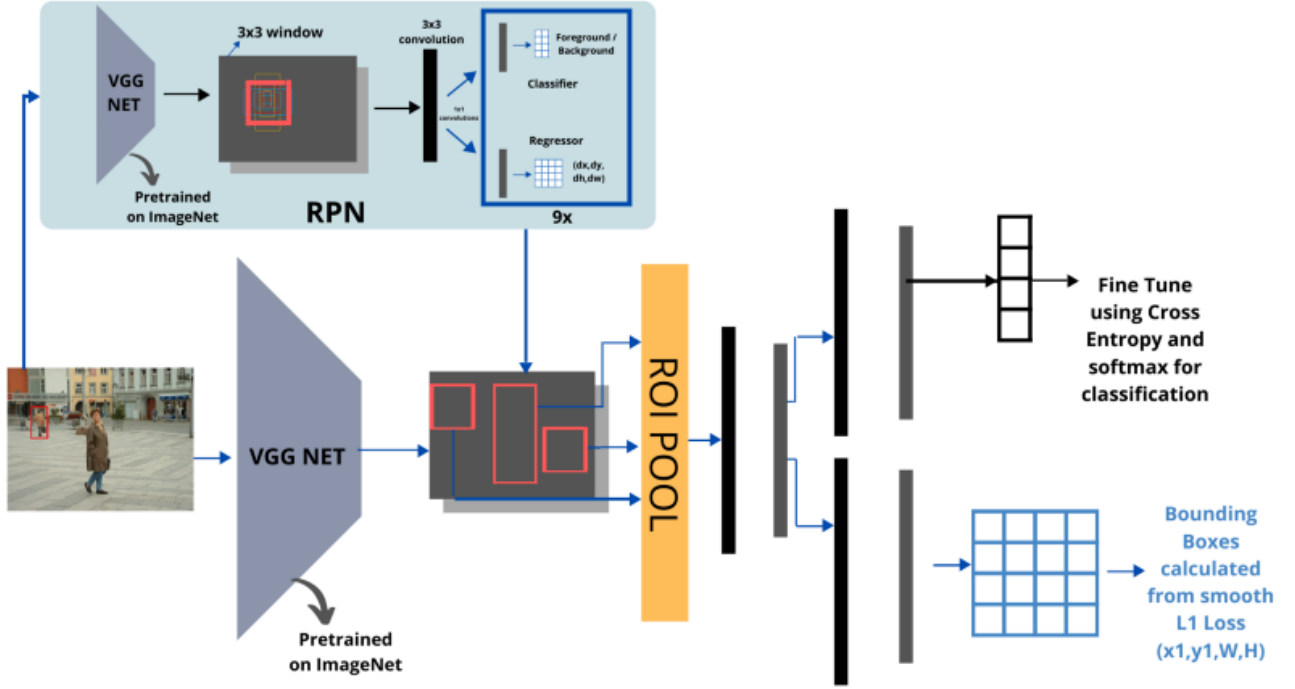 3x3 window
3x3
convolution
Foreground /
Background
VGG
NET
Classifier
1x1
convolutions
Regressor
(dx,dy,
dh,dw)
Pretrained
on ImageNet
RPN
9x
VGG NET
Pretrained
on ImageNet
ROI POOL
Fine Tune
using Cross
Entropy and
softmax for
classification
Bounding
Boxes
calculated
from smooth
L1 Loss
(x1,y1,W,H)